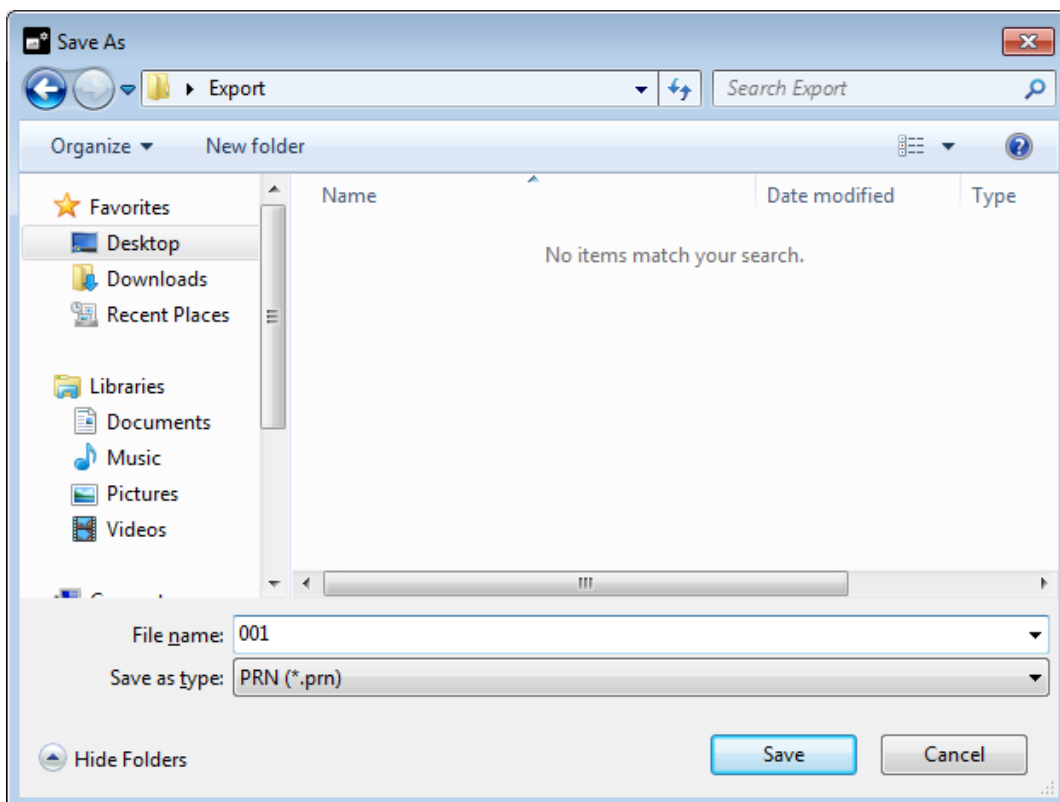 Save As
Export
Search Export
Organize
New folder
Name
Date modified
Type
Favorites
Desktop
Downloads
Recent Places
Libraries
Documents
Music
Pictures
Videos
No items match your search.
File name: 001
Save as type: PRN (*.prn)
Hide Folders
Save
Cancel